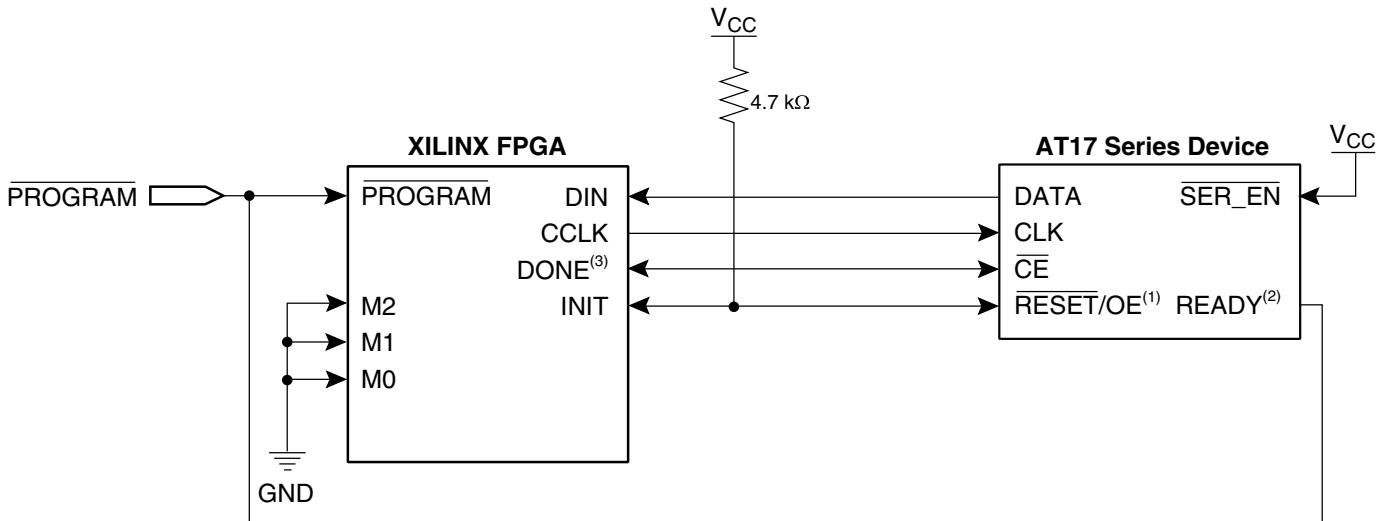 VCC
4.7 kΩ
XILINX FPGA
AT17 Series Device
VCC
PROGRAM
PROGRAM
DIN
DATA
SER_EN
CCLK
CLK
DONE(3)
CE
M2
INIT
RESET/OE(1)
READY(2)
M1
M0
GND